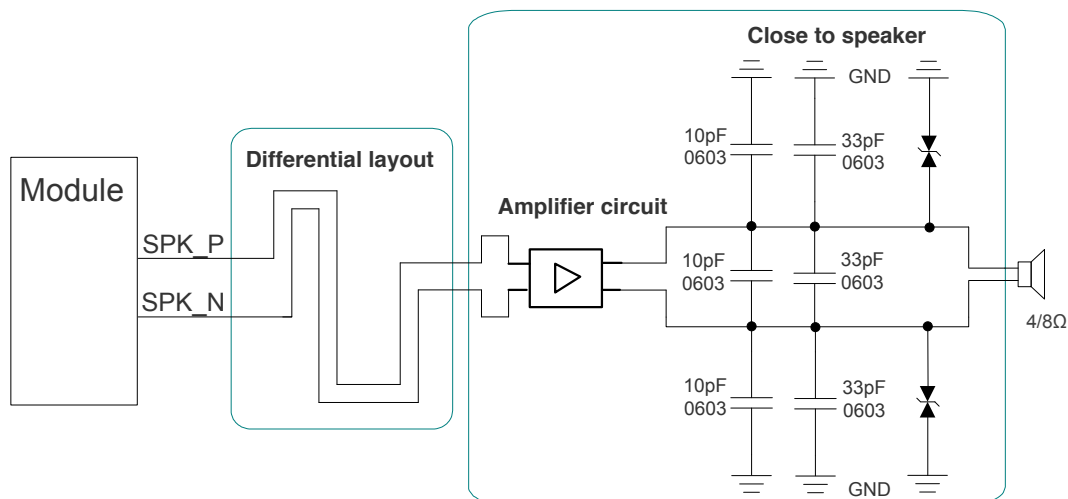 Close to speaker
GND
10pF
0603
33pF
0603
Differential layout
Module
Amplifier circuit
SPK_P
10pF
0603
33pF
0603
SPK_N
4/8Ω
10pF
0603
33pF
0603
GND